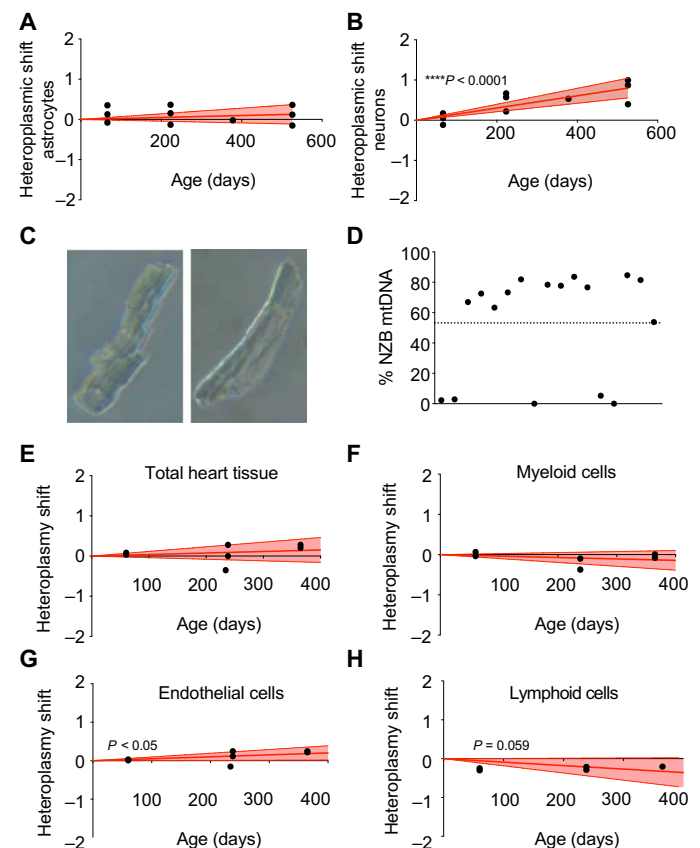 A
2
1
0
–1
–2
200
400
600
Heteropplasmic shift
astrocytes
Age (days)
B
2
1
0
–1
–2
200
400
600
Heteropplasmic shift
neurons
****P < 0.0001
Age (days)
C
D
100
80
60
40
20
0
% NZB mtDNA
E
Total heart tissue
2
1
0
–1
–2
100
200
300
400
Heteroplasmy shift
Age (days)
F
Myeloid cells
2
1
0
–1
–2
100
200
300
400
Heteroplasmy shift
Age (days)
G
Endothelial cells
2
1
0
–1
–2
P < 0.05
100
200
300
400
Heteroplasmy shift
Age (days)
H
Lymphoid cells
2
1
0
–1
–2
P = 0.059
100
200
300
400
Heteroplasmy shift
Age (days)